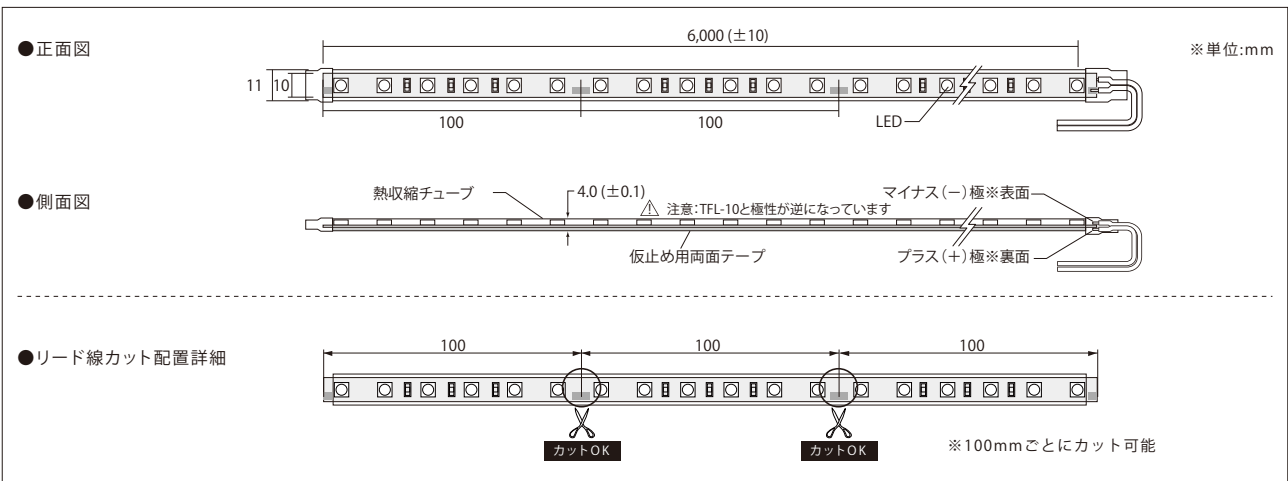 ●正面図
6,000 (±10)
※単位:mm
11
10
100
100
LED
●側面図
熱収縮チューブ
4.0 (±0.1)
マイナス(−)極※表面
注意:TFL-10と極性が逆になっています
仮止め用両面テープ
プラス(+)極※裏面
●リード線カット配置詳細
100
100
100
カットOK
カットOK
※100mmごとにカット可能